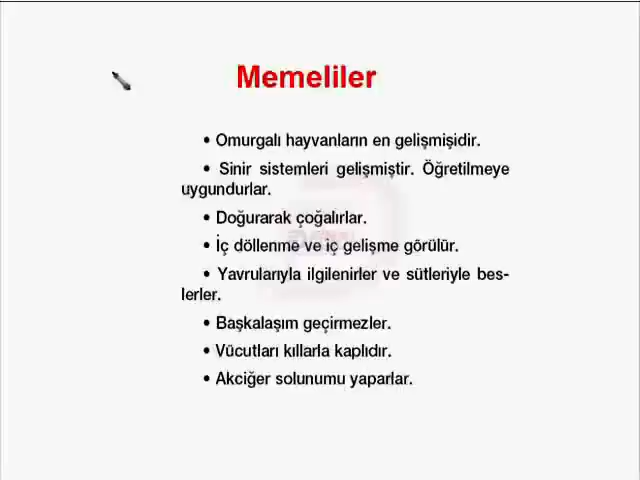 Memeliler
• Omurgalı hayvanların en gelişmişidir.
• Sinir sistemleri gelişmiştir. Öğretilmeye
uygundurlar.
• Doğurarak çoğalırlar.
• İç döllenme ve iç gelişme görülür.
• Yavrularıyla ilgilenirler ve sütleriyle bes-
lerler.
• Başkalaşım geçirmezler.
• Vücutları kıllarla kaplıdır.
• Akciğer solunumu yaparlar.